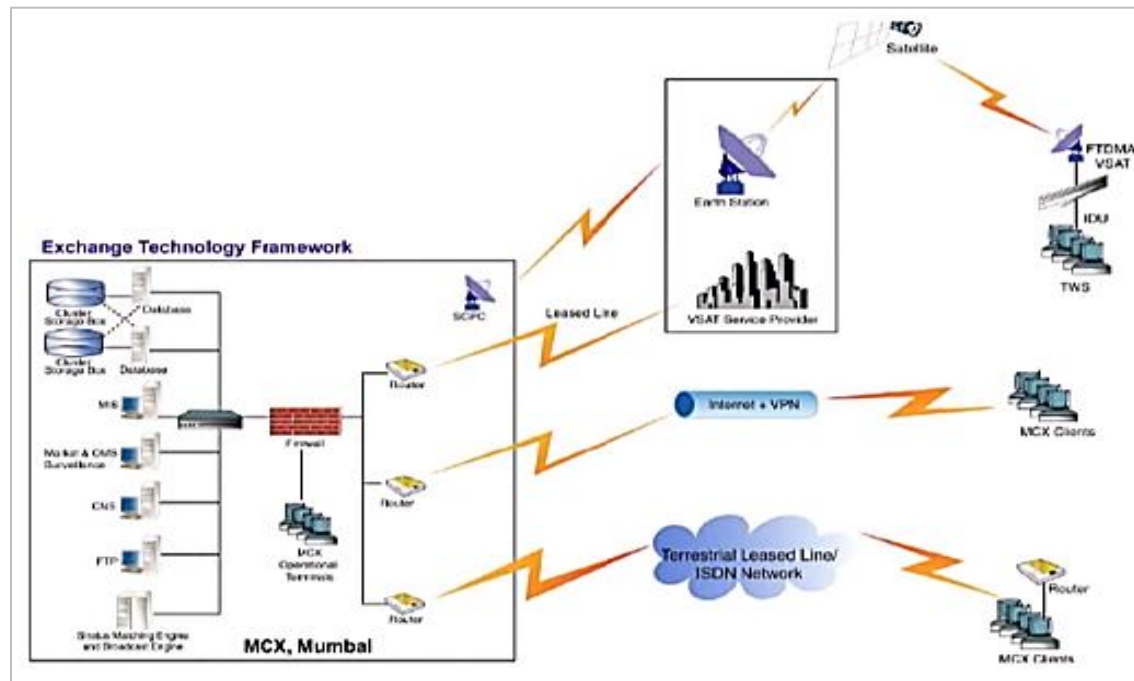 Satellite
FTDMA
VSAT
IDU
TWS
Earth Station
VSAT Service Provider
Exchange Technology Framework
SCPC
Leased Line
Cluster
Storage Box
Database
Cluster
Storage Box
Database
Router
MIS
Firewall
Internet + VPN
MCX Clients
Market & CMS
Surveillance
CNS
Router
MCX
Operational
Terminals
FTP
Terrestrial Leased Line/
ISDN Network
Router
Router
Stratus Matching Engine
and Broadcast Engine
MCX, Mumbai
MCX Clients